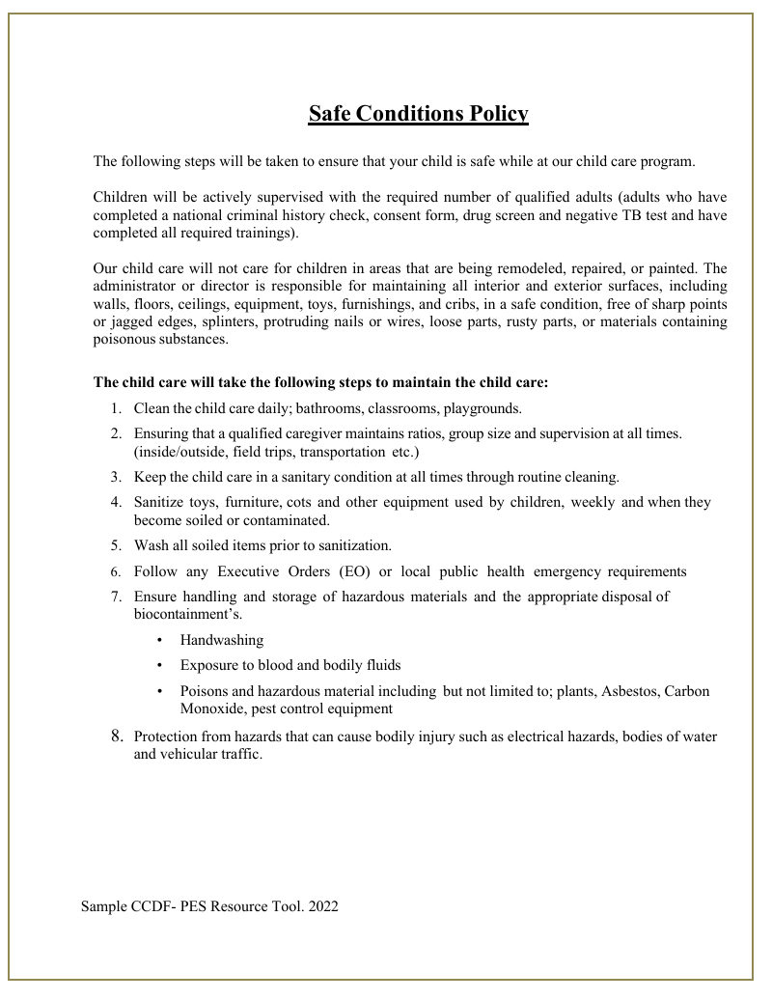 Safe Conditions Policy
The following steps will be taken to ensure that your child is safe while at our child care program.
Children will be actively supervised with the required number of qualified adults (adults who have
completed a national criminal history check, consent form, drug screen and negative TB test and have
completed all required trainings).
Our child care will not care for children in areas that are being remodeled, repaired, or painted. The
administrator or director is responsible for maintaining all interior and exterior surfaces, including
walls, floors, ceilings, equipment, toys, furnishings, and cribs, in a safe condition, free of sharp points
or jagged edges, splinters, protruding nails or wires, loose parts, rusty parts, or materials containing
poisonous substances.
The child care will take the following steps to maintain the child care:
1. Clean the child care daily; bathrooms, classrooms, playgrounds.
2. Ensuring that a qualified caregiver maintains ratios, group size and supervision at all times.
(inside/outside, field trips, transportation etc.)
3. Keep the child care in a sanitary condition at all times through routine cleaning.
4. Sanitize toys, furniture, cots and other equipment used by children, weekly and when they
become soiled or contaminated.
5. Wash all soiled items prior to sanitization.
6. Follow any Executive Orders (EO) or local public health emergency requirements
7. Ensure handling and storage of hazardous materials and the appropriate disposal of
biocontainment’s.
• Handwashing
• Exposure to blood and bodily fluids
• Poisons and hazardous material including but not limited to; plants, Asbestos, Carbon
Monoxide, pest control equipment
8. Protection from hazards that can cause bodily injury such as electrical hazards, bodies of water
and vehicular traffic.
Sample CCDF- PES Resource Tool. 2022